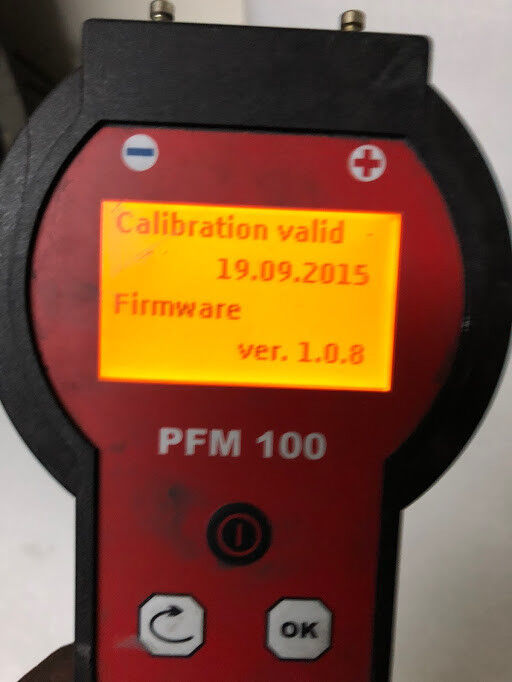 Calibration valid
19.09.2015
Firmware
ver. 1.0.8
PFM 100
OK